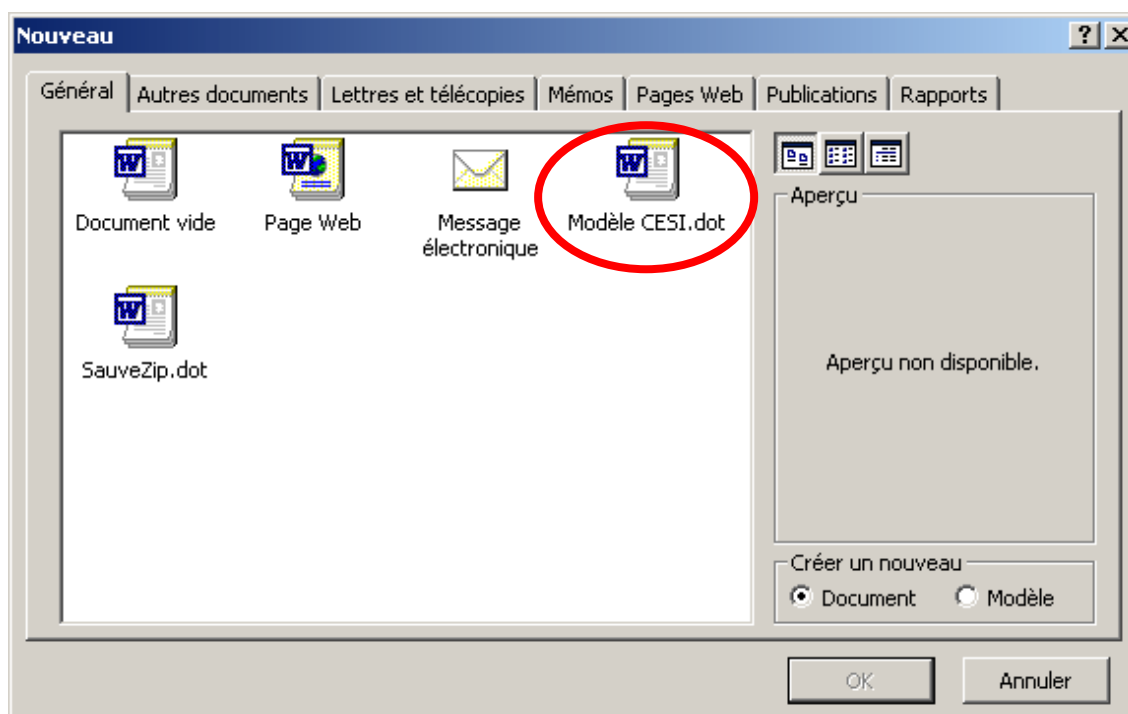 Nouveau
Général Autres documents Lettres et télécopies Mémos Pages Web Publications Rapports
Document vide
Page Web
Message
électronique
Modèle CESI.dot
SauveZip.dot
Aperçu
Aperçu non disponible.
Créer un nouveau
Document Modèle
OK Annuler